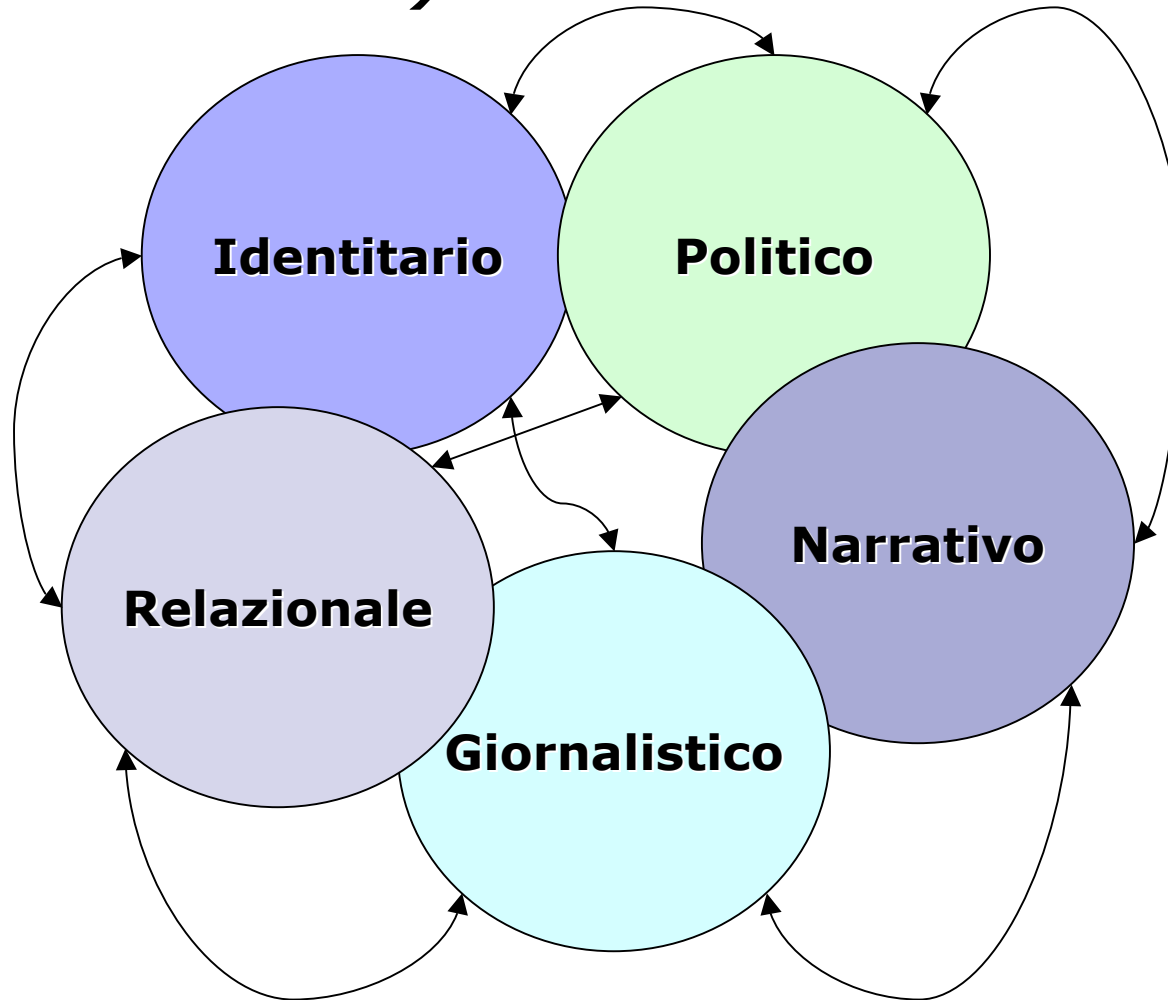 Identitario
Politico
Narrativo
Relazionale
Giornalistico